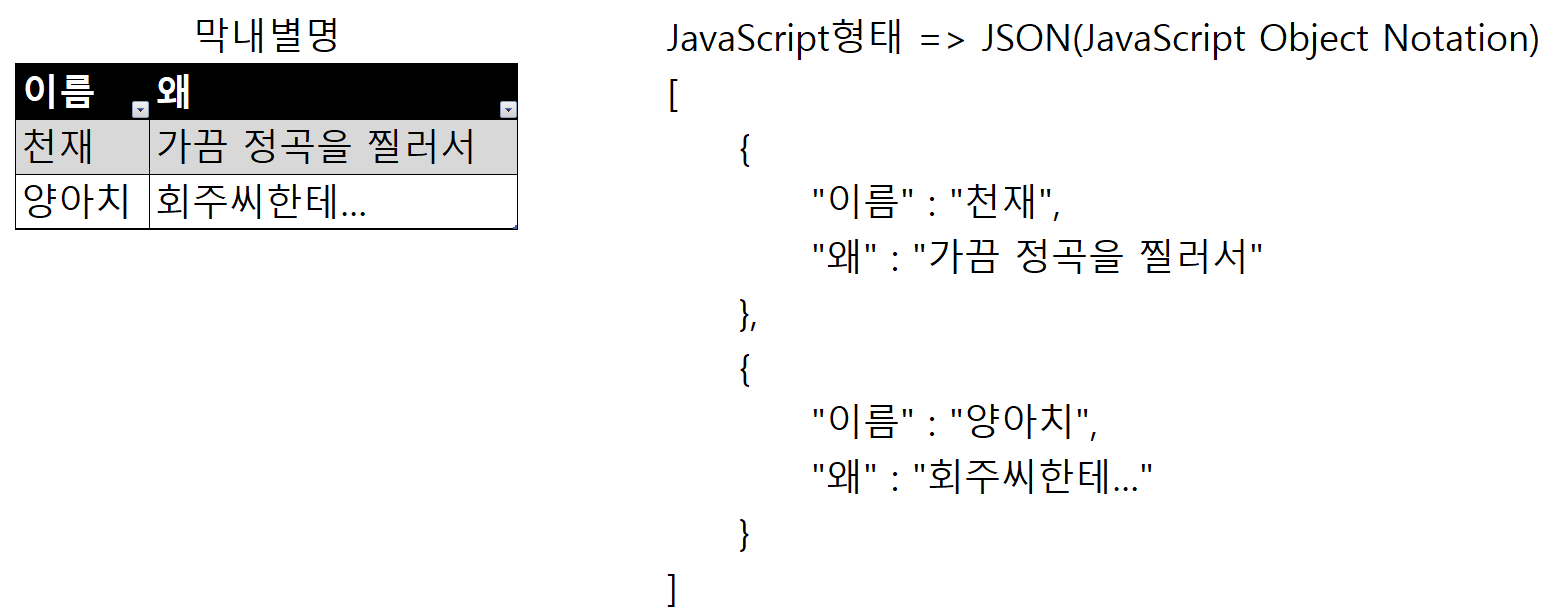 막내별명
이름 왜
천재 가끔 정곡을 찔러서
양아치 회주씨한테...
JavaScript형태 => JSON(JavaScript Object Notation)
[
{
"이름" : "천재",
"왜" : "가끔 정곡을 찔러서"
},
{
"이름" : "양아치",
"왜" : "회주씨한테..."
}
]